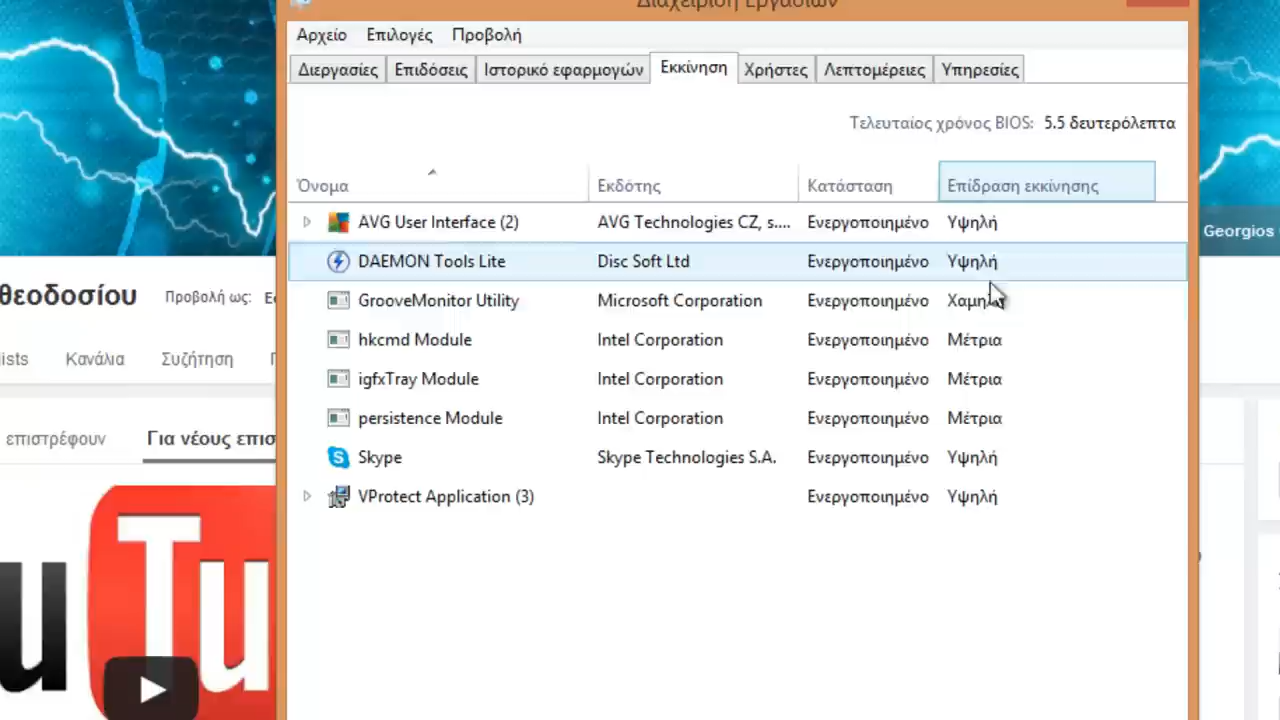 Διαχείριση Εργασιών
Αρχείο Επιλογές Προβολή
Διεργασίες Επιδόσεις Ιστορικό εφαρμογών Εκκίνηση Χρήστες Λεπτομέρειες Υπηρεσίες
Τελευταίος χρόνος BIOS: 5.5 δευτερόλεπτα
Όνομα Εκδότης Κατάσταση Επίδραση εκκίνησης
AVG User Interface (2) AVG Technologies CZ, s.... Ενεργοποιημένο Υψηλή
DAEMON Tools Lite Disc Soft Ltd Ενεργοποιημένο Υψηλή
GrooveMonitor Utility Microsoft Corporation Ενεργοποιημένο Χαμηλή
hkcmd Module Intel Corporation Ενεργοποιημένο Μέτρια
igfxTray Module Intel Corporation Ενεργοποιημένο Μέτρια
persistence Module Intel Corporation Ενεργοποιημένο Μέτρια
Skype Skype Technologies S.A. Ενεργοποιημένο Υψηλή
VProtect Application (3) Ενεργοποιημένο Υψηλή
Georgios
θεοδοσίου Προβολή ως:
ists Κανάλια Συζήτηση
επιστρέφουν Για νέους επισ
u Tu